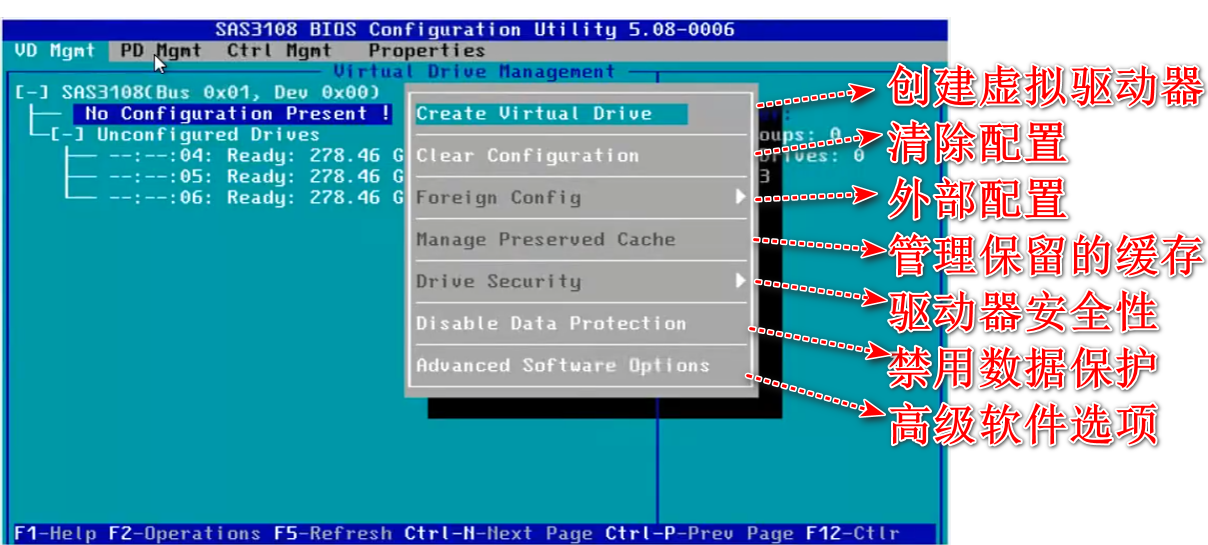 SAS3108 BIOS Configuration Utility 5.08-0006
VD Mgmt PD Mgmt Ctrl Mgmt Properties
Virtual Drive Management
[-] SAS3108(Bus 0x01, Dev 0x00)
No Configuration Present !
[-] Unconfigured Drives
--:--:04: Ready: 278.46 G
--:--:05: Ready: 278.46 G
--:--:06: Ready: 278.46 G
Create Virtual Drive
Clear Configuration
Foreign Config
Manage Preserved Cache
Drive Security
Disable Data Protection
Advanced Software Options
oups: 0
rives: 0
3
创建虚拟驱动器
清除配置
外部配置
管理保留的缓存
驱动器安全性
禁用数据保护
高级软件选项
F1-Help F2-Operations F5-Refresh Ctrl-N-Next Page Ctrl-P-Prev Page F12-Ctlr